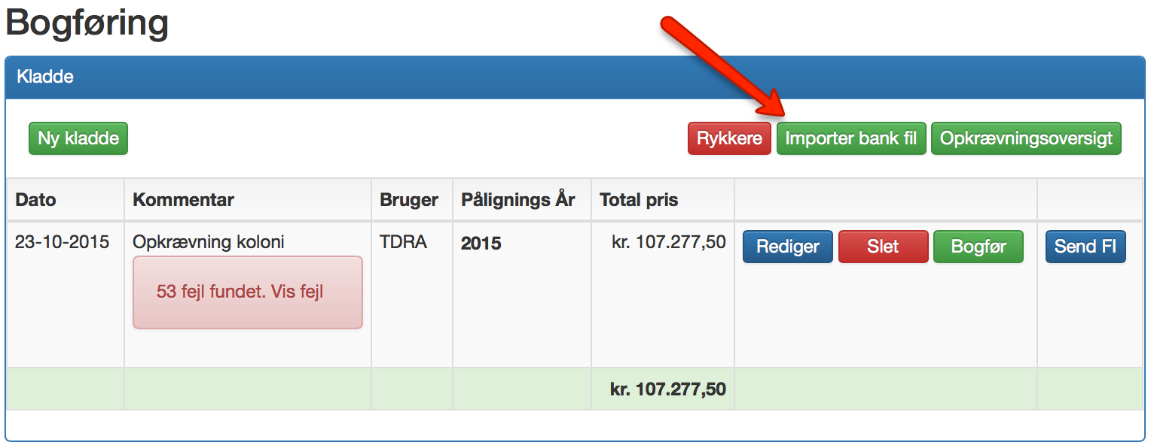 Bogføring
Kladde
Ny kladde Rykkere Importer bank fil Opkrævningsoversigt
Dato Kommentar Bruger Pålignings År Total pris
23-10-2015 Opkrævning koloni TDRA 2015 kr. 107.277,50 Rediger Slet Bogfør Send FI
53 fejl fundet. Vis fejl
kr. 107.277,50